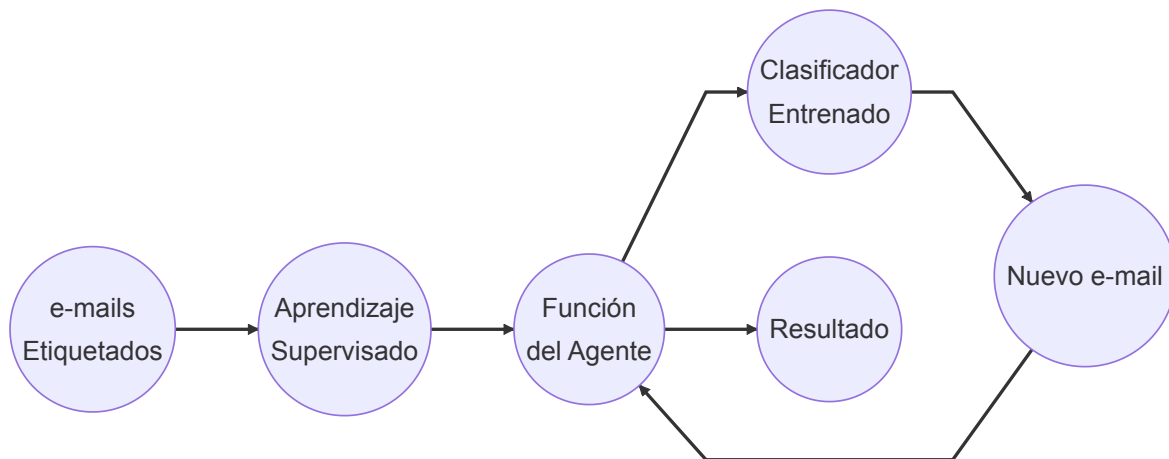 Clasificador
Entrenado
Nuevo e-mail
e-mails
Etiquetados
Aprendizaje
Supervisado
Función
del Agente
Resultado